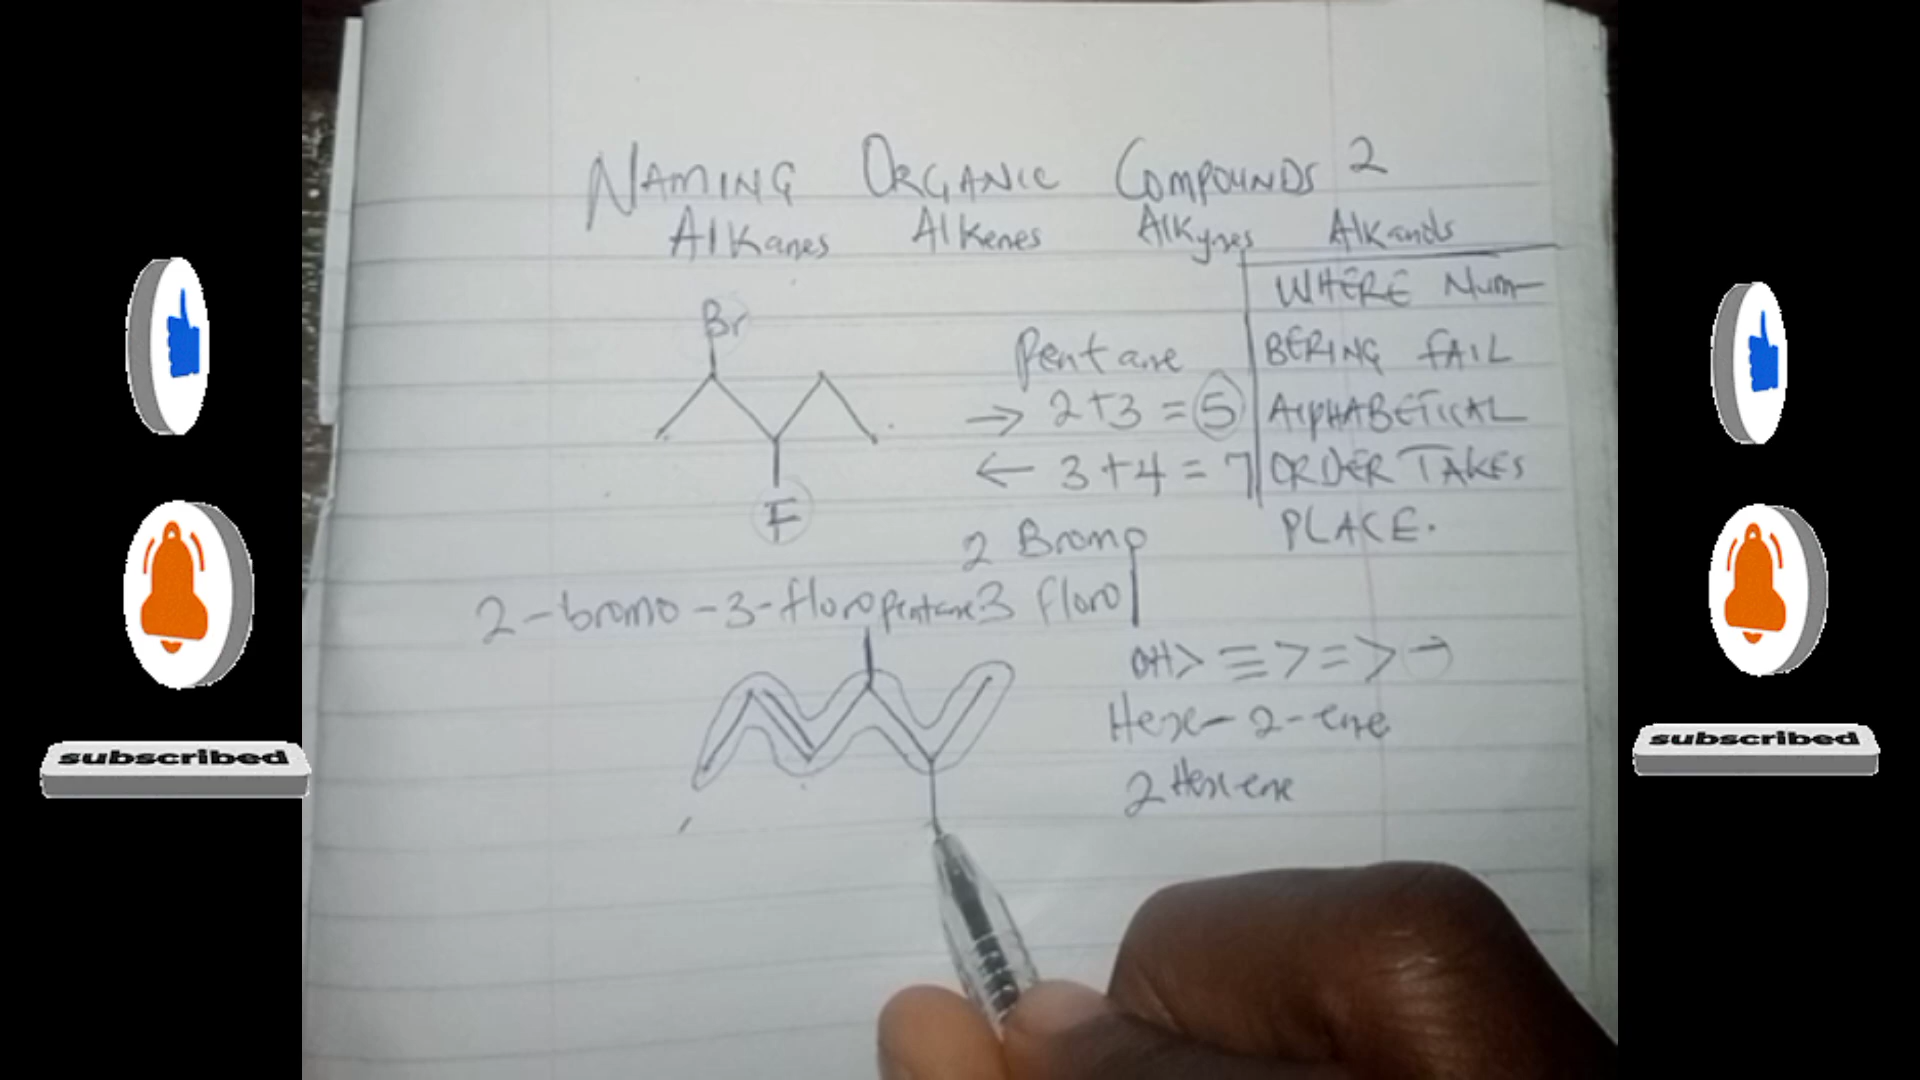 NAMING ORGANIC COMPOUNDS 2
Alkanes Alkenes Alkynes Alkanols
WHERE NUM-
BERING FAIL
ALPHABETICAL
ORDER TAKES
PLACE.
Br
F
Pentane
→ 2+3 = 5
← 3+4 = 7
2 Bromo
3 floro
2-bromo-3-floropentane
OH > ≡ > = > -
Hex-2-ene
2 Hexene
subscribed
subscribed